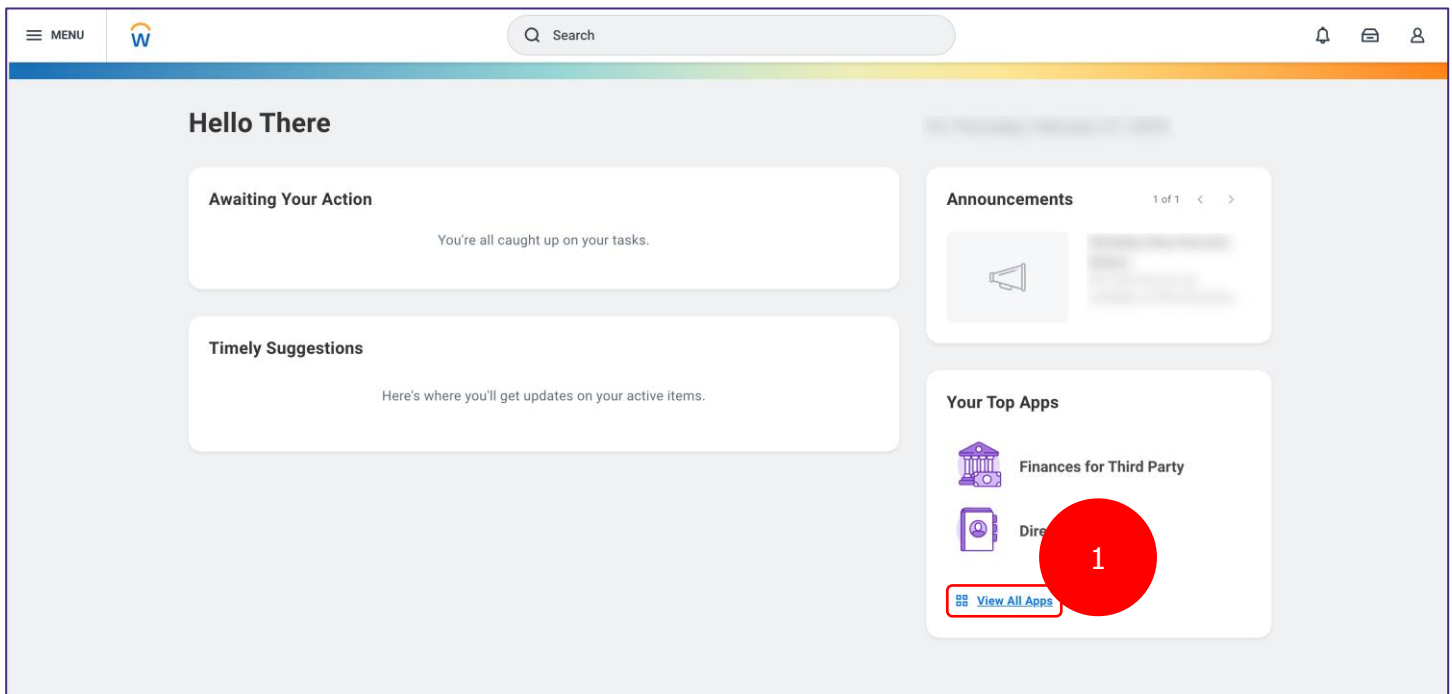 MENU
Search
Hello There
Awaiting Your Action
You're all caught up on your tasks.
Timely Suggestions
Here's where you'll get updates on your active items.
Announcements
1 of 1
Your Top Apps
Finances for Third Party
Dire
1
View All Apps